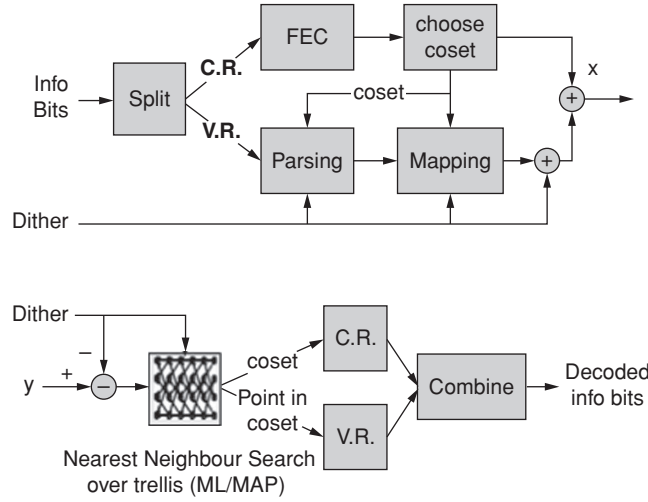 Info
Bits
Split
C.R.
V.R.
FEC
choose
coset
coset
Parsing
Mapping
x
+
+
Dither
Dither
–
y
+
–
coset
Point in
coset
C.R.
V.R.
Combine
Decoded
info bits
Nearest Neighbour Search
over trellis (ML/MAP)